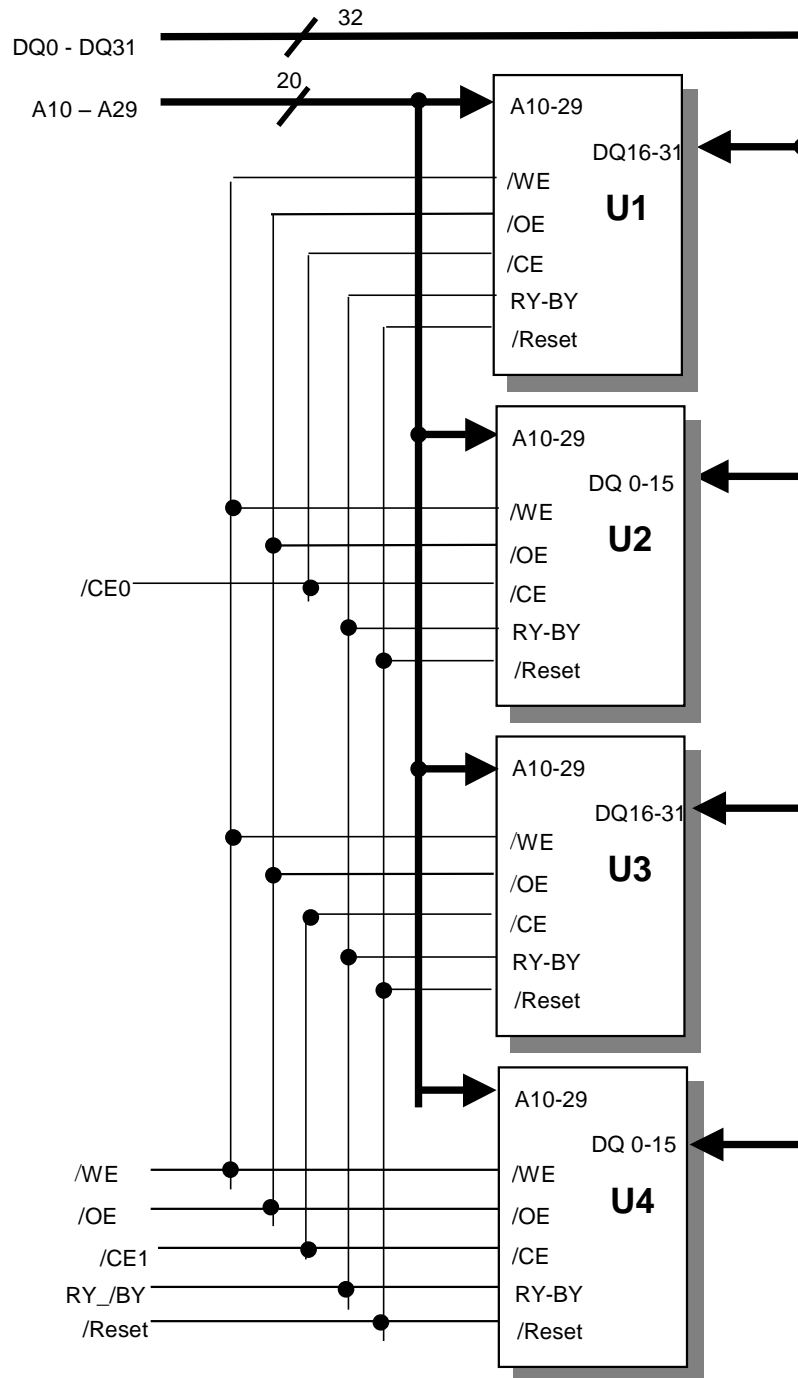 32
DQ0 - DQ31
20
A10 – A29
A10-29
DQ16-31
/WE
U1
/OE
/CE
RY-BY
/Reset
A10-29
DQ 0-15
/WE
U2
/OE
/CE0
/CE
RY-BY
/Reset
A10-29
DQ16-31
/WE
U3
/OE
/CE
RY-BY
/Reset
A10-29
DQ 0-15
/WE
/WE
U4
/OE
/OE
/CE1
/CE
RY_/BY
RY-BY
/Reset
/Reset